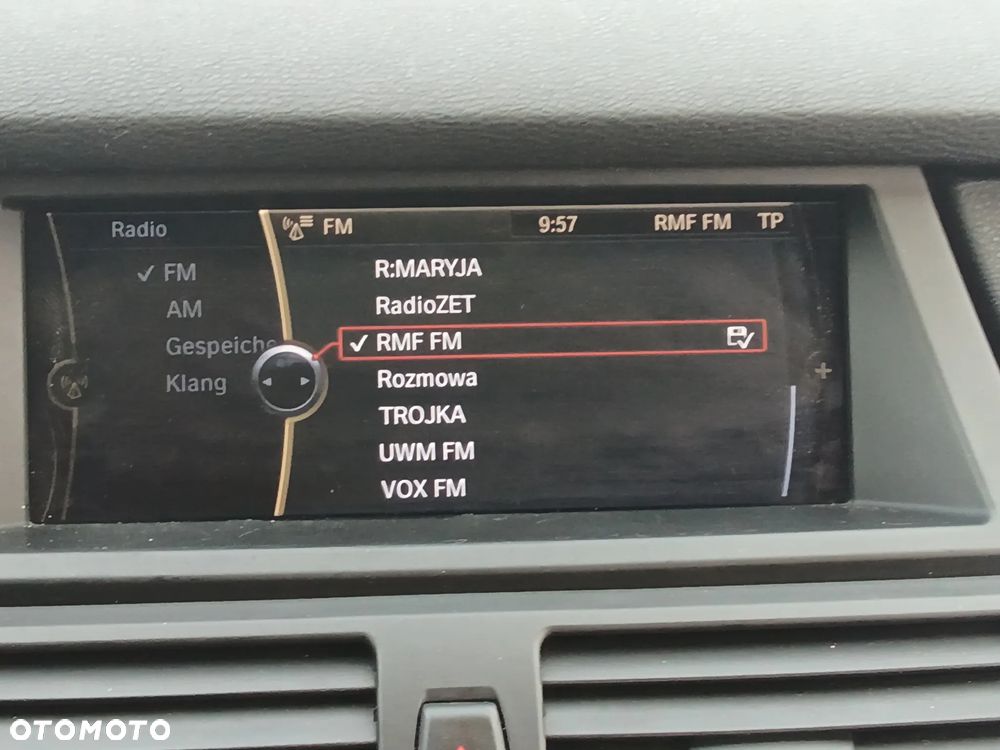 Radio
FM
AM
Gespeiche
Klang
FM 9:57 RMF FM TP
R:MARYJA
RadioZET
RMF FM
Rozmowa
TROJKA
UWM FM
VOX FM
OTOMOTO